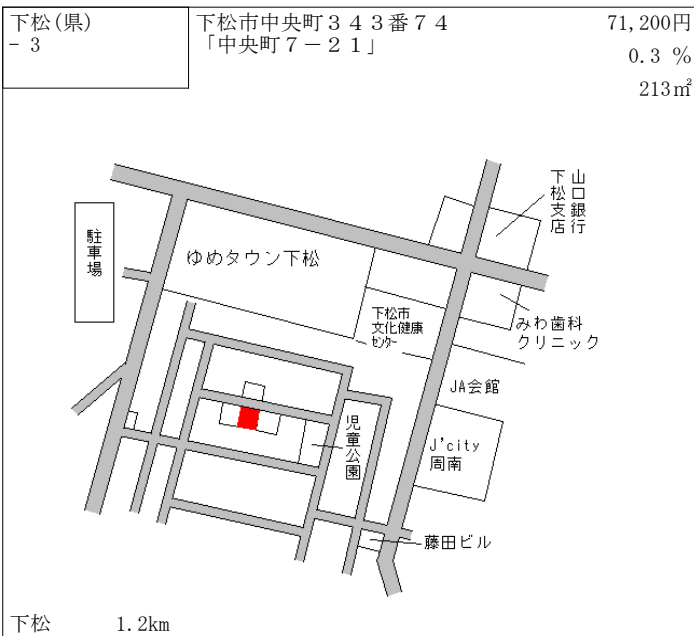 下松(県)
－３
下松市中央町３４３番７４
「中央町７－２１」
71,200円
0.3 %
213㎡
山口銀行
下松支店
駐車場
ゆめタウン下松
下松市
文化健康
ｾﾝﾀｰ
みわ歯科
クリニック
JA会館
児童公園
J'city
周南
藤田ビル
下松 1.2km